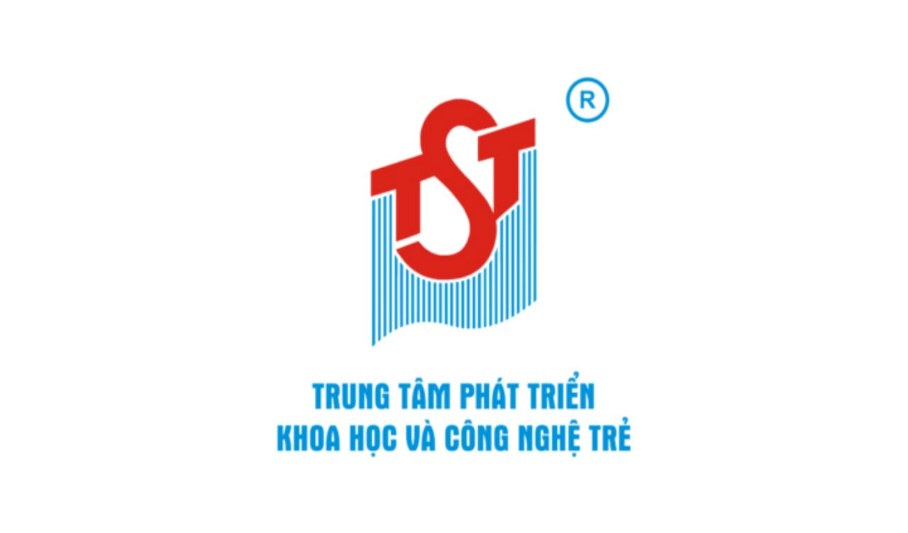 TST
®
TRUNG TÂM PHÁT TRIỂN
KHOA HỌC VÀ CÔNG NGHỆ TRẺ